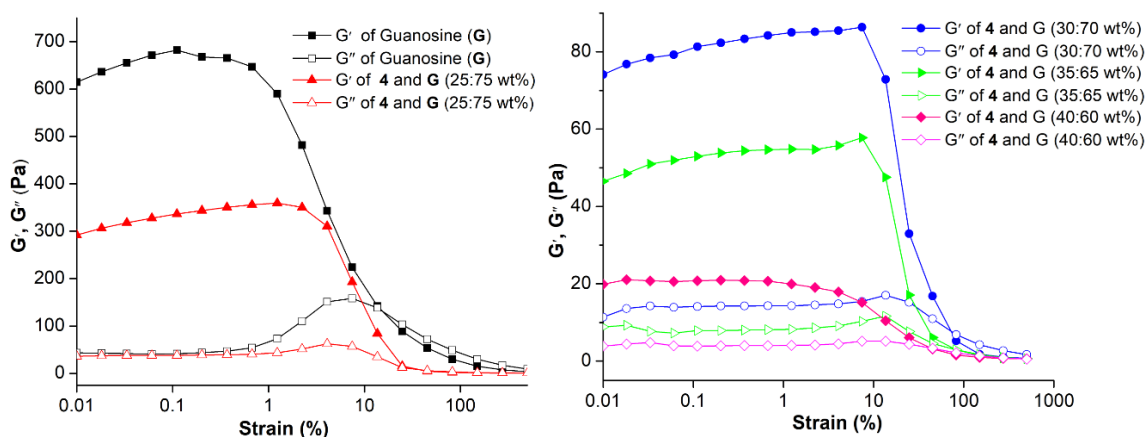 G′ of Guanosine (G)
G″ of Guanosine (G)
G′ of 4 and G (25:75 wt%)
G″ of 4 and G (25:75 wt%)
700
600
500
400
300
200
100
0
G′, G″ (Pa)
0.01
0.1
1
10
100
Strain (%)
G′ of 4 and G (30:70 wt%)
G″ of 4 and G (30:70 wt%)
G′ of 4 and G (35:65 wt%)
G″ of 4 and G (35:65 wt%)
G′ of 4 and G (40:60 wt%)
G″ of 4 and G (40:60 wt%)
80
60
40
20
0
G′, G″ (Pa)
0.01
0.1
1
10
100
1000
Strain (%)